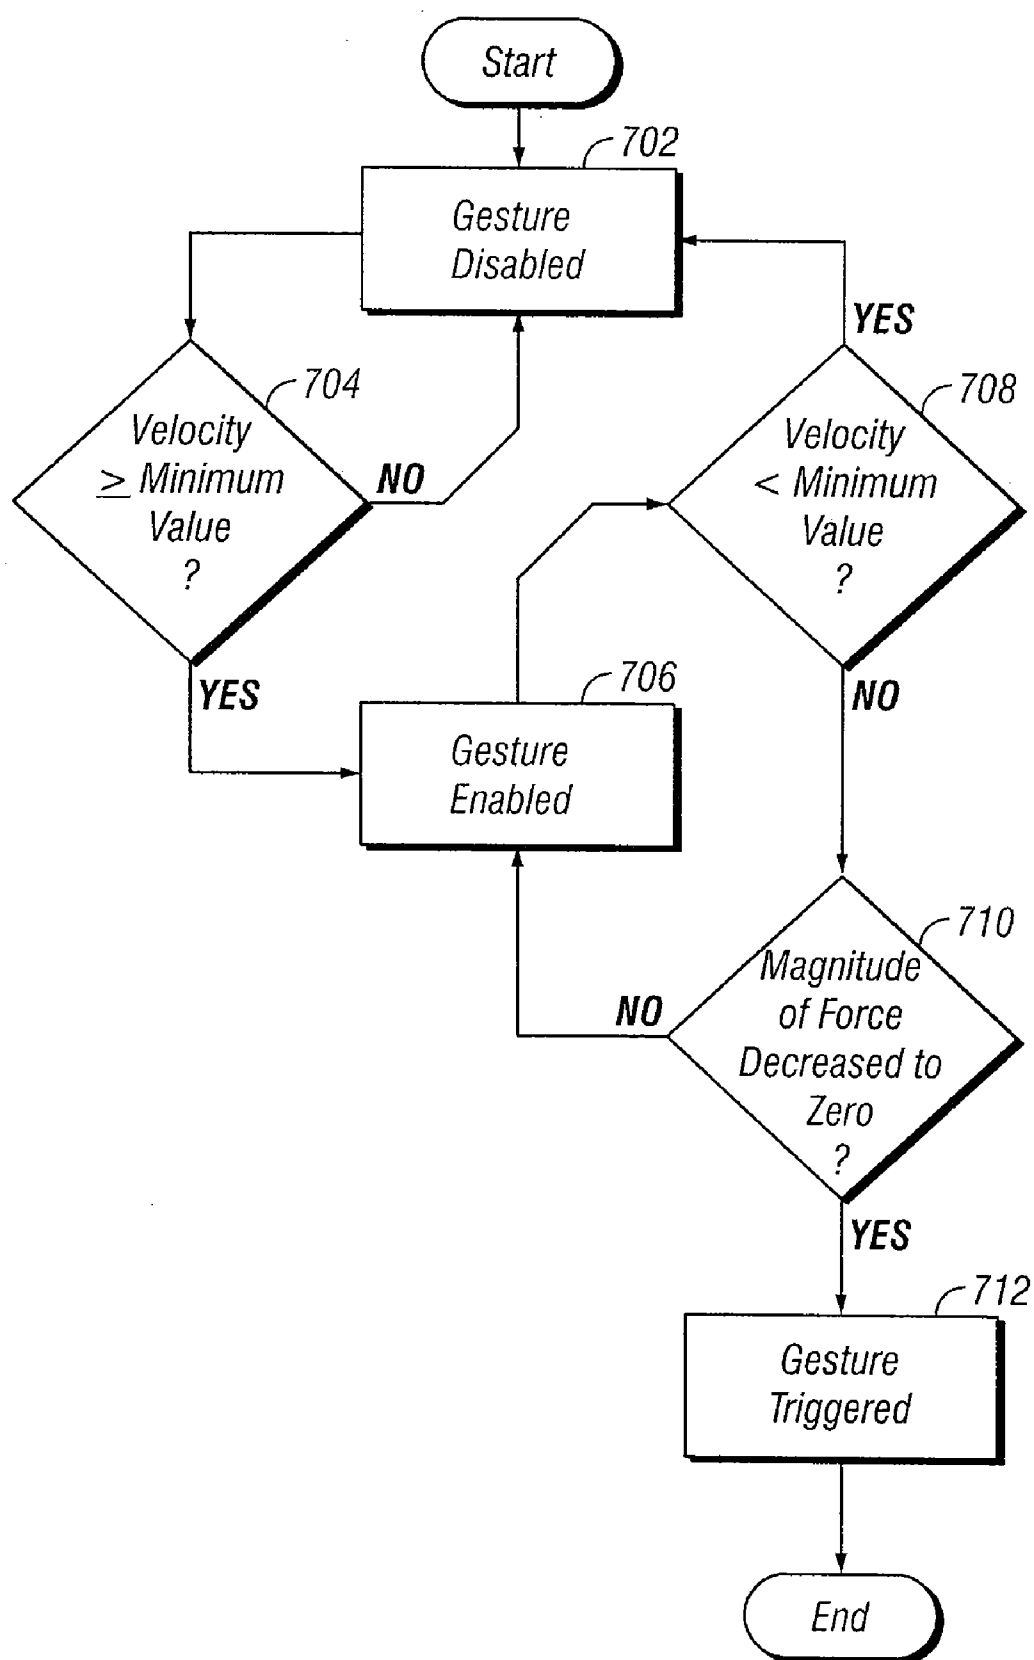 Start
702
Gesture
Disabled
YES
704
Velocity
≥ Minimum
Value
?
NO
708
Velocity
< Minimum
Value
?
YES
706
NO
Gesture
Enabled
710
Magnitude
of Force
Decreased to
Zero
?
NO
YES
712
Gesture
Triggered
End